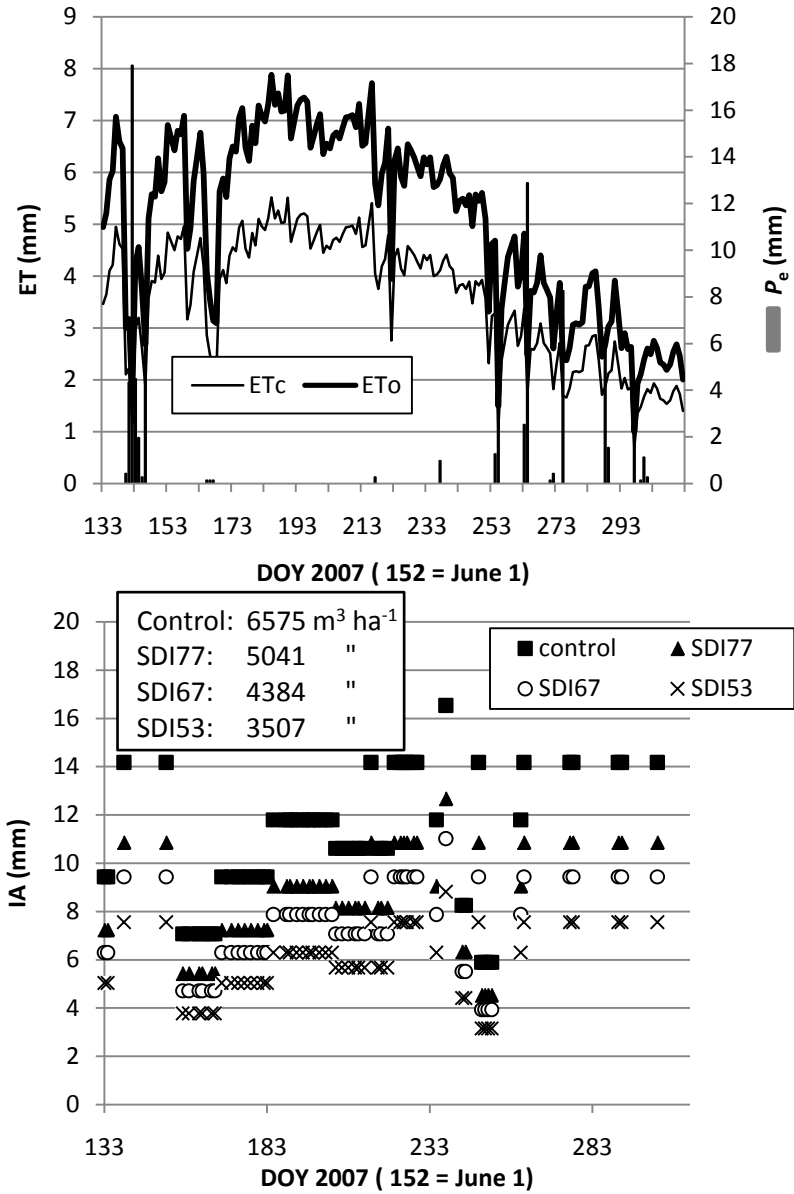 9
8
7
6
5
4
3
2
1
0
ET (mm)
20
18
16
14
12
10
8
6
4
2
0
Pe (mm)
ETc ETo
133 153 173 193 213 233 253 273 293
DOY 2007 ( 152 = June 1)
20
18
16
14
12
10
8
6
4
2
0
IA (mm)
Control: 6575 m³ ha⁻¹
SDI77: 5041 "
SDI67: 4384 "
SDI53: 3507 "
control SDI77
SDI67 SDI53
133 183 233 283
DOY 2007 ( 152 = June 1)